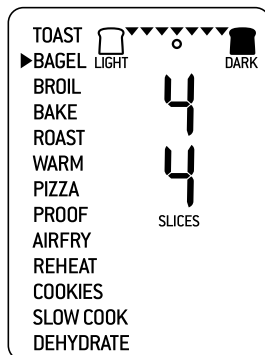 TOAST
BAGEL
LIGHT
DARK
BROIL
BAKE
ROAST
WARM
PIZZA
PROOF
AIRFRY
REHEAT
COOKIES
SLOW COOK
DEHYDRATE
4
4
SLICES